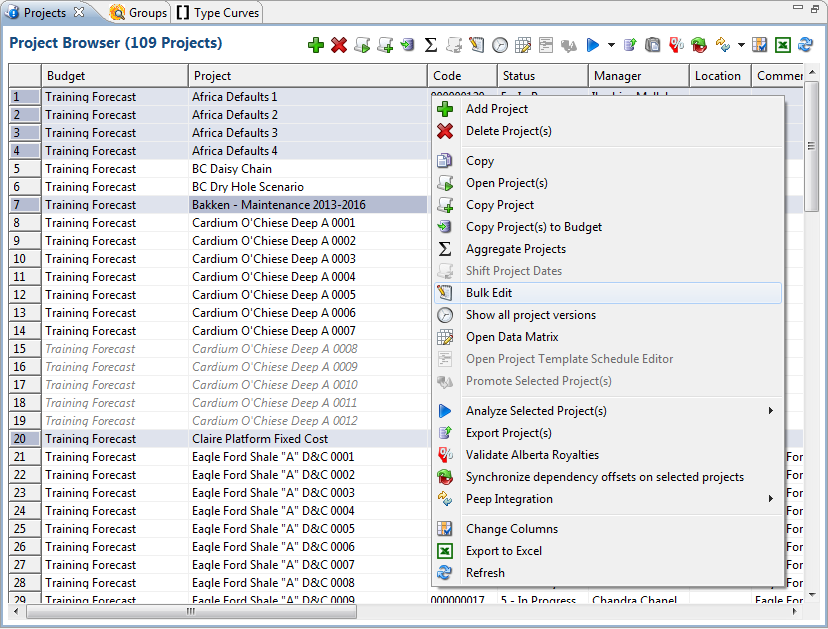 Projects Groups [] Type Curves
Project Browser (109 Projects)
Budget Project Code Status Manager Location
1 Training Forecast Africa Defaults 1
2 Training Forecast Africa Defaults 2
3 Training Forecast Africa Defaults 3
4 Training Forecast Africa Defaults 4
5 Training Forecast BC Daisy Chain
6 Training Forecast BC Dry Hole Scenario
7 Training Forecast Bakken - Maintenance 2013-2016
8 Training Forecast Cardium O'Chiese Deep A 0001
9 Training Forecast Cardium O'Chiese Deep A 0002
10 Training Forecast Cardium O'Chiese Deep A 0003
11 Training Forecast Cardium O'Chiese Deep A 0004
12 Training Forecast Cardium O'Chiese Deep A 0005
13 Training Forecast Cardium O'Chiese Deep A 0006
14 Training Forecast Cardium O'Chiese Deep A 0007
15 Training Forecast Cardium O'Chiese Deep A 0008
16 Training Forecast Cardium O'Chiese Deep A 0009
17 Training Forecast Cardium O'Chiese Deep A 0010
18 Training Forecast Cardium O'Chiese Deep A 0011
19 Training Forecast Cardium O'Chiese Deep A 0012
20 Training Forecast Claire Platform Fixed Cost
21 Training Forecast Eagle Ford Shale "A" D&C 0001
22 Training Forecast Eagle Ford Shale "A" D&C 0002
23 Training Forecast Eagle Ford Shale "A" D&C 0003
24 Training Forecast Eagle Ford Shale "A" D&C 0004
25 Training Forecast Eagle Ford Shale "A" D&C 0005
26 Training Forecast Eagle Ford Shale "A" D&C 0006
27 Training Forecast Eagle Ford Shale "A" D&C 0007
28 Training Forecast Eagle Ford Shale "A" D&C 0008
29 Training Forecast Eagle Ford Shale "A" D&C 0009 000000017 5 - In Progress Chandra Chanel Eagle For
Add Project
Delete Project(s)
Copy
Open Project(s)
Copy Project
Copy Project(s) to Budget
Aggregate Projects
Shift Project Dates
Bulk Edit
Show all project versions
Open Data Matrix
Open Project Template Schedule Editor
Promote Selected Project(s)
Analyze Selected Project(s)
Export Project(s)
Validate Alberta Royalties
Synchronize dependency offsets on selected projects
Peep Integration
Change Columns
Export to Excel
Refresh